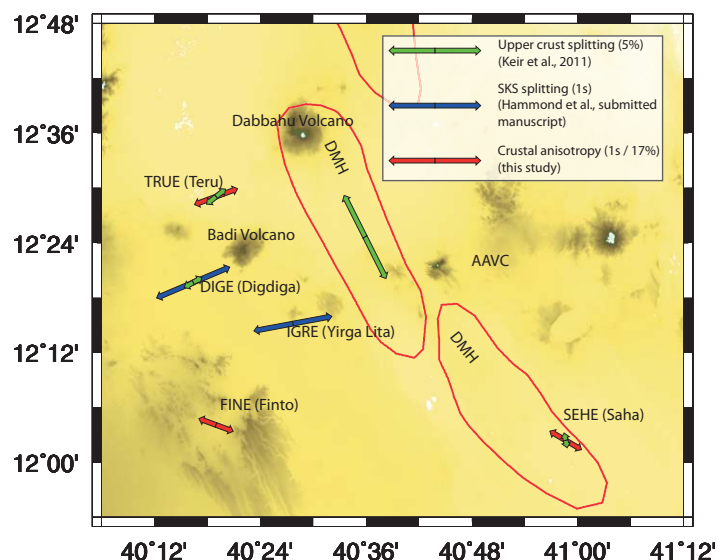 12°48'
12°36'
12°24'
12°12'
12°00'
Upper crust splitting (5%)
(Keir et al., 2011)
SKS splitting (1s)
(Hammond et al., submitted
manuscript)
Crustal anisotropy (1s / 17%)
(this study)
Dabbahu Volcano
DMH
TRUE (Teru)
Badi Volcano
AAVC
DIGE (Digdiga)
IGRE (Yirga Lita)
DMH
FINE (Finto)
SEHE (Saha)
40°12'
40°24'
40°36'
40°48'
41°00'
41°12'